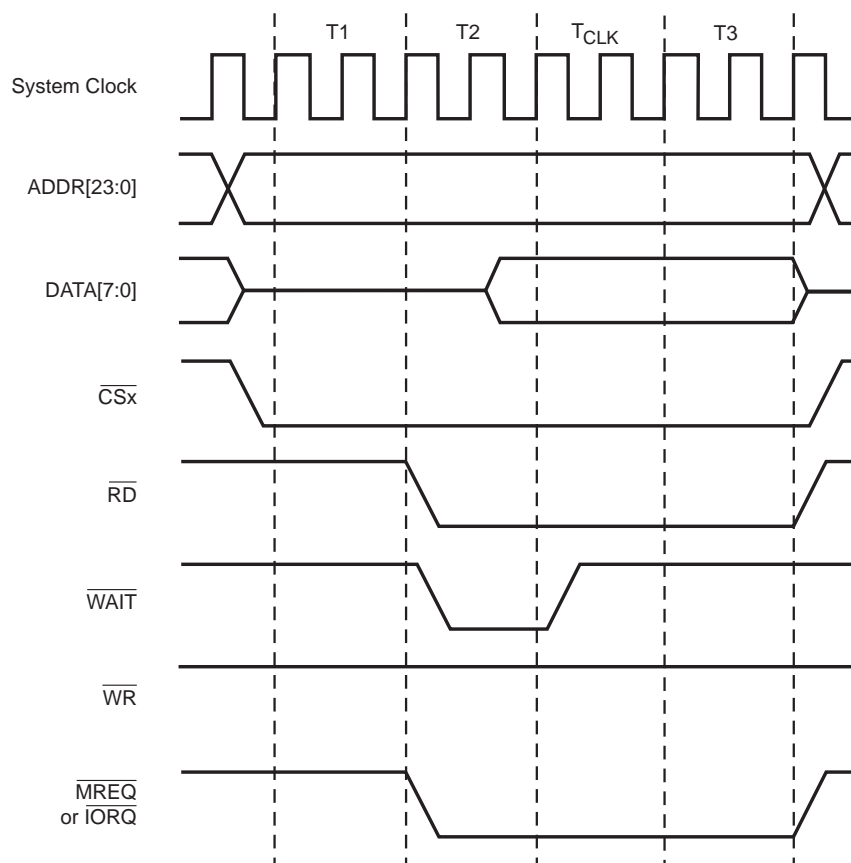 T1
T2
TCLK
T3
System Clock
ADDR[23:0]
DATA[7:0]
CSx
RD
WAIT
WR
MREQ
or IORQ